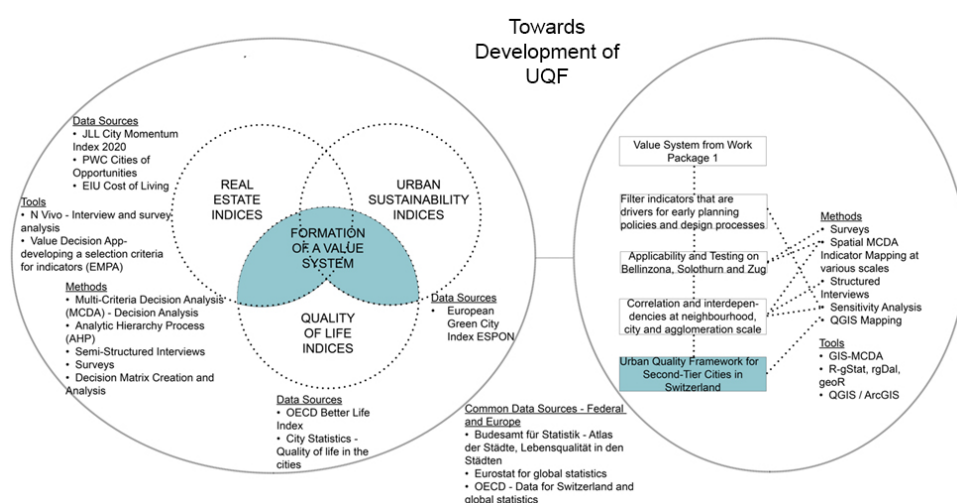 Towards
Development of
UQF
Data Sources
• JLL City Momentum
Index 2020
• PWC Cities of
Opportunities
• EIU Cost of Living
Tools
• N Vivo - Interview and survey
analysis
• Value Decision App-
developing a selection criteria
for indicators (EMPA)
Methods
• Multi-Criteria Decision Analysis
(MCDA) - Decision Analysis
• Analytic Hierarchy Process
(AHP)
• Semi-Structured Interviews
• Surveys
• Decision Matrix Creation and
Analysis
REAL
ESTATE
INDICES
URBAN
SUSTAINABILITY
INDICES
FORMATION
OF A VALUE
SYSTEM
QUALITY
OF LIFE
INDICES
Data Sources
• European
Green City
Index ESPON
Data Sources
• OECD Better Life
Index
• City Statistics -
Quality of life in the
cities
Common Data Sources - Federal
and Europe
• Budesamt für Statistik - Atlas
der Städte, Lebensqualität in den
Städten
• Eurostat for global statistics
• OECD - Data for Switzerland and
global statistics
Value System from Work
Package 1
Filter indicators that are
drivers for early planning
policies and design processes
Applicability and Testing on
Bellinzona, Solothurn and Zug
Correlation and interdepen-
dencies at neighbourhood,
city and agglomeration scale
Urban Quality Framework for
Second-Tier Cities in
Switzerland
Methods
• Surveys
• Spatial MCDA
Indicator Mapping at
various scales
• Structured
Interviews
• Sensitivity Analysis
• QGIS Mapping
Tools
• GIS-MCDA
• R-gStat, rgDal,
geoR
• QGIS / ArcGIS